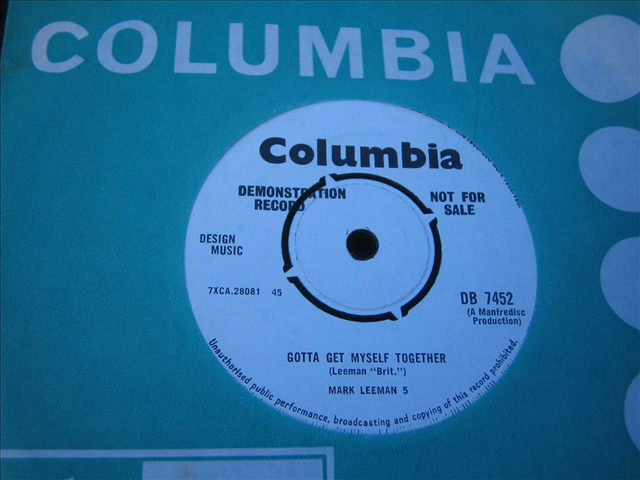 COLUMBIA
Columbia
DEMONSTRATION
RECORD
NOT FOR
SALE
DESIGN
MUSIC
7XCA.28081 45
DB 7452
(A Manfredisc
Production)
GOTTA GET MYSELF TOGETHER
(Leeman "Brit.")
MARK LEEMAN 5
Unauthorised public performance, broadcasting and copying of this record prohibited.